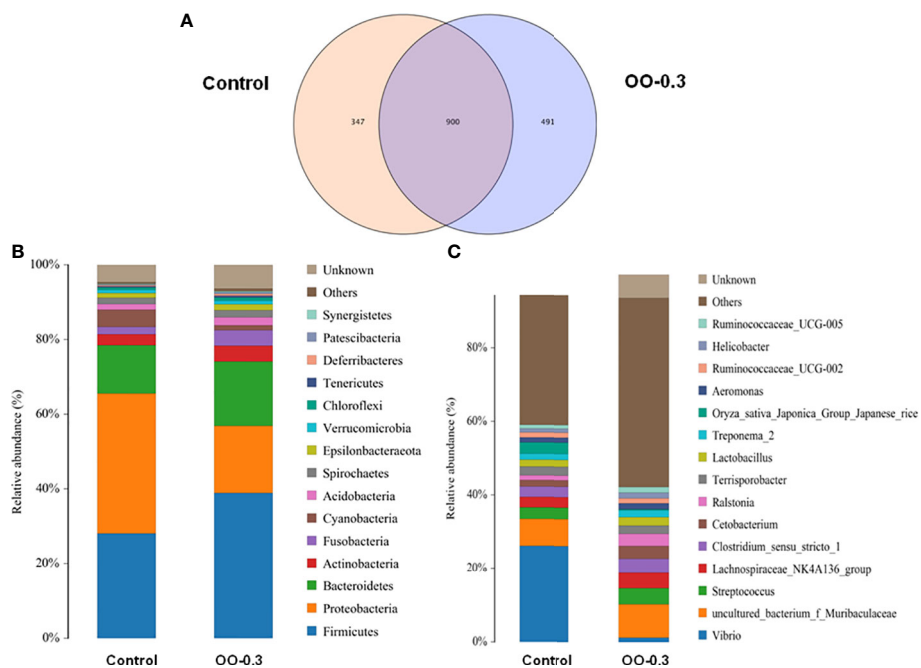 A
Control
OO-0.3
347
900
491
B
100%
80%
60%
40%
20%
0%
Relative abundance (%)
Control
OO-0.3
Unknown
Others
Synergistetes
Patescibacteria
Deferribacteres
Tenericutes
Chloroflexi
Verrucomicrobia
Epsilonbacteraeota
Spirochaetes
Acidobacteria
Cyanobacteria
Fusobacteria
Actinobacteria
Bacteroidetes
Proteobacteria
Firmicutes
C
80%
60%
40%
20%
0%
Relative abundance (%)
Control
OO-0.3
Unknown
Others
Ruminococcaceae_UCG-005
Helicobacter
Ruminococcaceae_UCG-002
Aeromonas
Oryza_sativa_Japonica_Group_Japanese_rice
Treponema_2
Lactobacillus
Terrisporobacter
Ralstonia
Cetobacterium
Clostridium_sensu_stricto_1
Lachnospiraceae_NK4A136_group
Streptococcus
uncultured_bacterium_f_Muribaculaceae
Vibrio